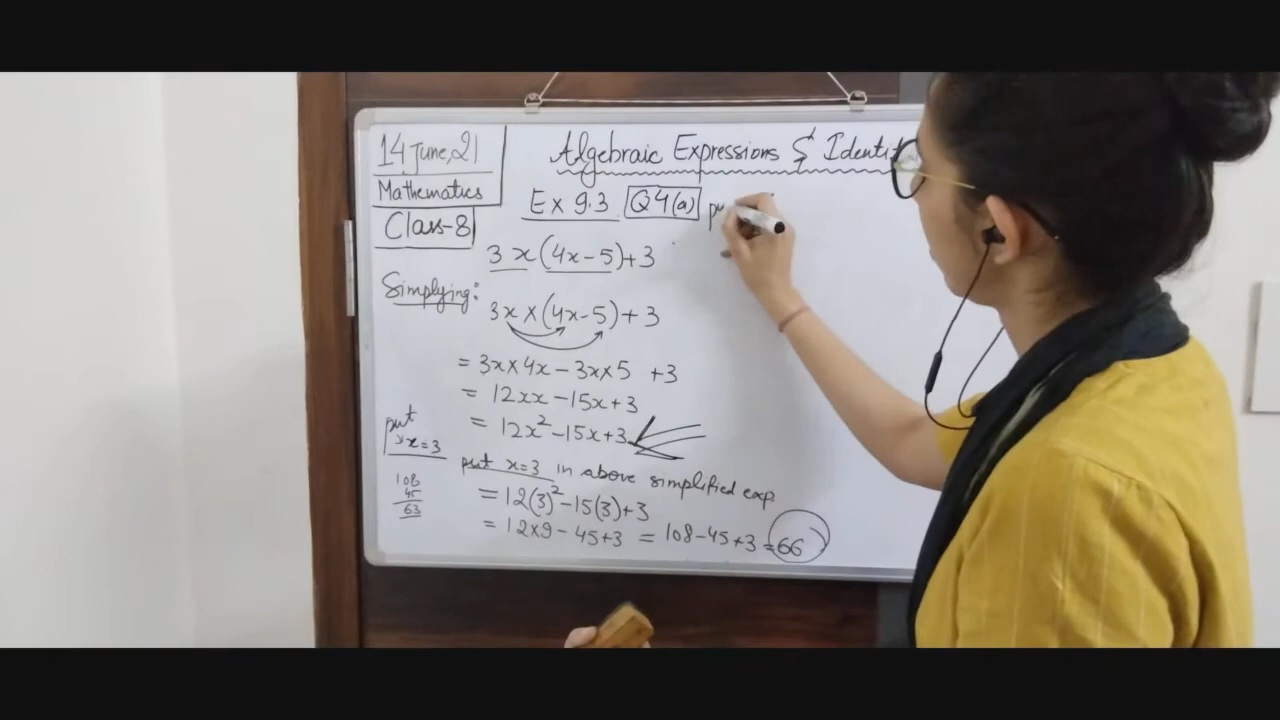 14 June, 21
Mathematics
Class-8
Algebraic Expressions & Identit
Ex 9.3 Q4(a)
3x(4x-5)+3
Simplying:
3x×(4x-5)+3
= 3x×4x - 3x×5 +3
= 12xx - 15x+3
= 12x²-15x+3
put x=3
108
45
63
put x=3 in above simplified exp.
= 12(3)²-15(3)+3
= 12×9 - 45+3 = 108-45+3 = 66